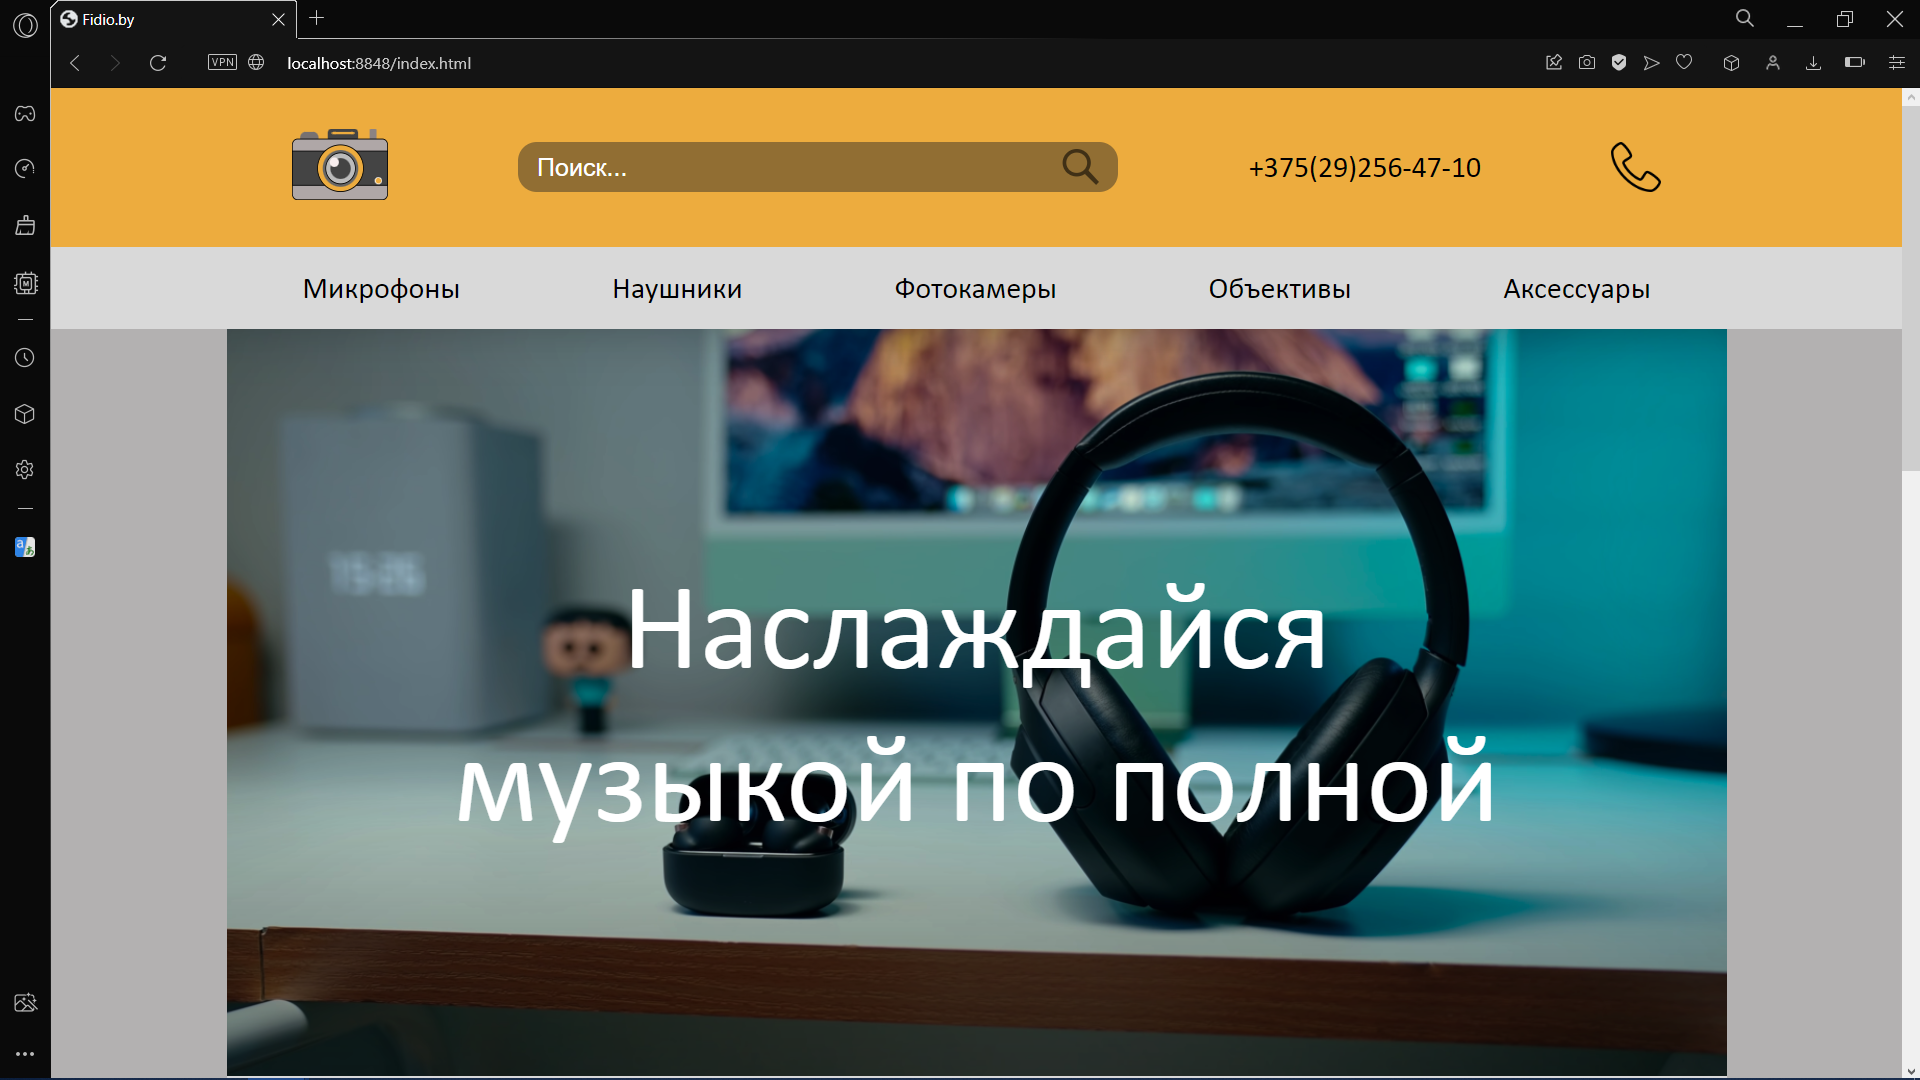 Fidio.by
VPN
localhost:8848/index.html
Поиск...
+375(29)256-47-10
Микрофоны
Наушники
Фотокамеры
Объективы
Аксессуары
Наслаждайся
музыкой по полной